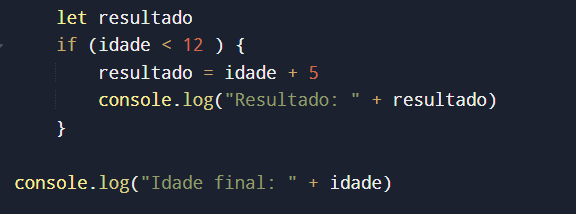 let resultado
if (idade < 12 ) {
resultado = idade + 5
console.log("Resultado: " + resultado)
}
console.log("Idade final: " + idade)